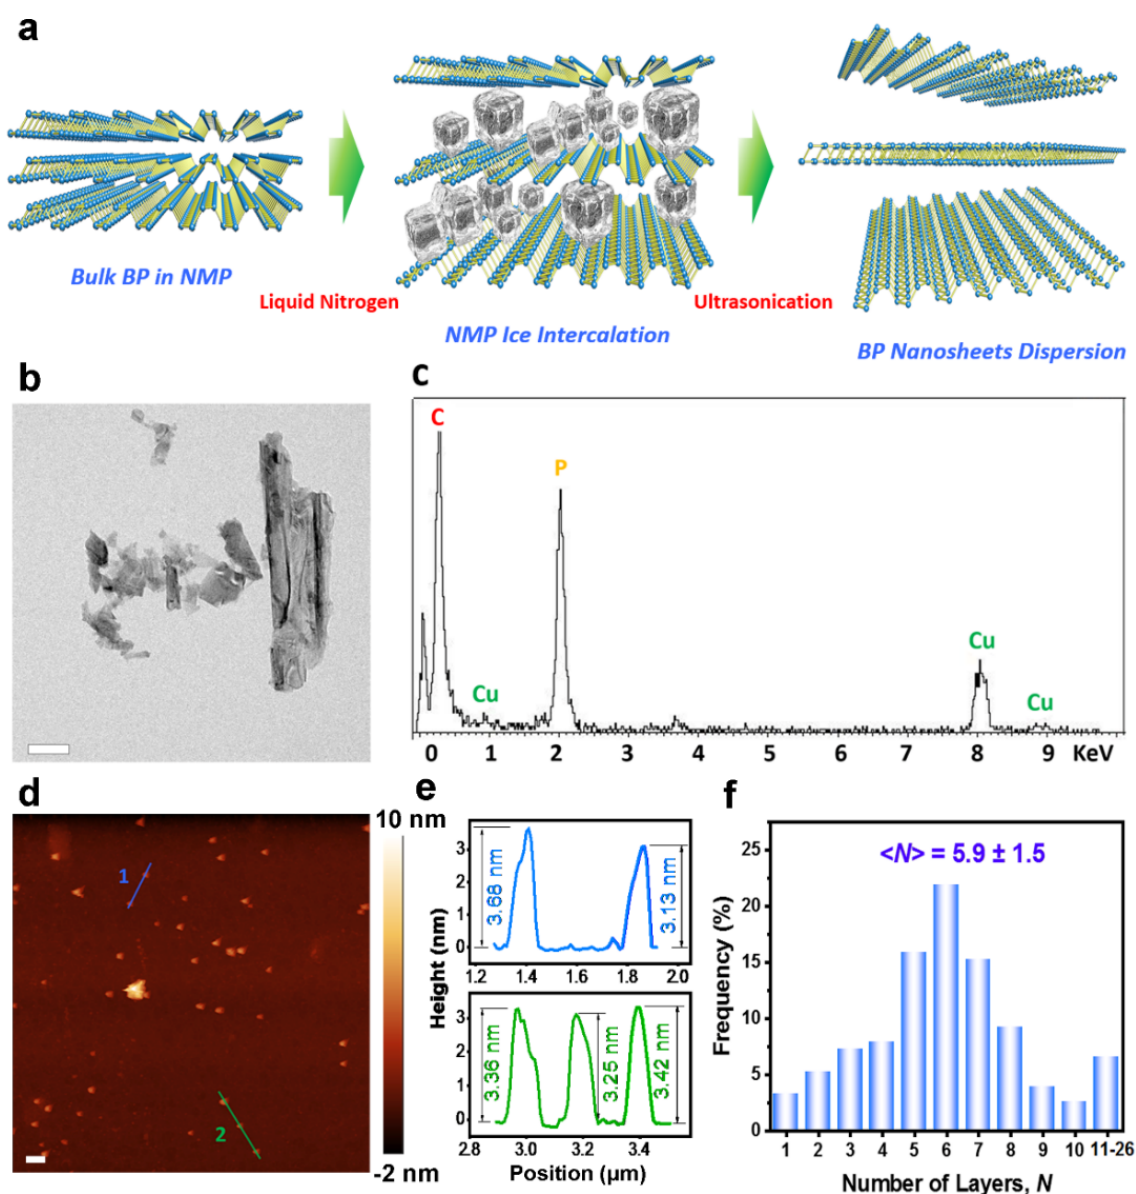 a
Bulk BP in NMP
Liquid Nitrogen
NMP Ice Intercalation
Ultrasonication
BP Nanosheets Dispersion
b
c
C
P
Cu
Cu
Cu
0 1 2 3 4 5 6 7 8 9 KeV
d
10 nm
-2 nm
1
2
e
Height (nm)
3
2
1
0
3.68 nm
3.13 nm
1.2 1.4 1.6 1.8 2.0
3
2
1
0
3.36 nm
3.25 nm
3.42 nm
2.8 3.0 3.2 3.4
Position (μm)
f
<N> = 5.9 ± 1.5
Frequency (%)
25
20
15
10
5
0
1 2 3 4 5 6 7 8 9 10 11-26
Number of Layers, N